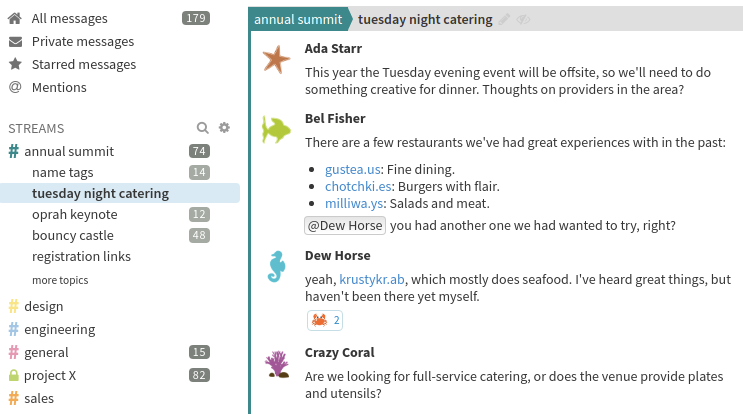 All messages 179
Private messages
Starred messages
@ Mentions
STREAMS
# annual summit 74
name tags 14
tuesday night catering
oprah keynote 12
bouncy castle 48
registration links
more topics
# design
# engineering
# general 15
project X 82
# sales
annual summit tuesday night catering
Ada Starr
This year the Tuesday evening event will be offsite, so we'll need to do
something creative for dinner. Thoughts on providers in the area?
Bel Fisher
There are a few restaurants we've had great experiences with in the past:
• gustea.us: Fine dining.
• chotchki.es: Burgers with flair.
• milliwa.ys: Salads and meat.
@Dew Horse you had another one we had wanted to try, right?
Dew Horse
yeah, krustykr.ab, which mostly does seafood. I've heard great things, but
haven't been there yet myself.
2
Crazy Coral
Are we looking for full-service catering, or does the venue provide plates
and utensils?